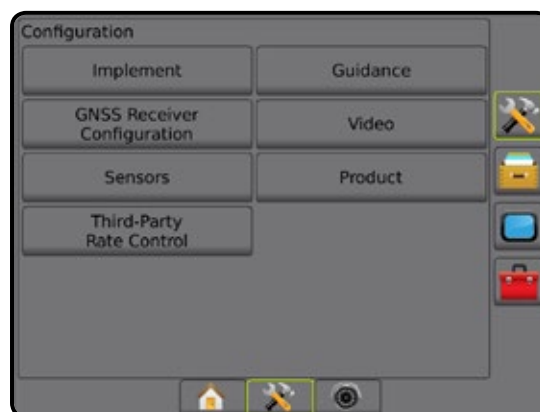 Configuration
Implement
Guidance
GNSS Receiver
Configuration
Video
Sensors
Product
Third-Party
Rate Control